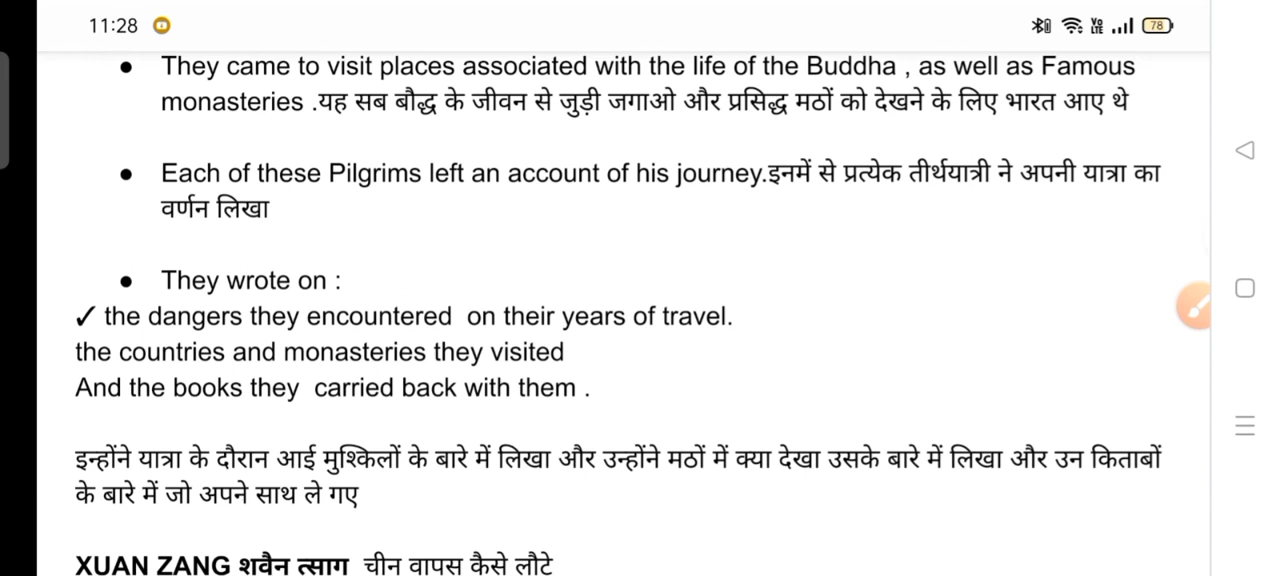 11:28
VO LTE 78
● They came to visit places associated with the life of the Buddha , as well as Famous
monasteries .यह सब बौद्ध के जीवन से जुड़ी जगाओ और प्रसिद्ध मठों को देखने के लिए भारत आए थे
● Each of these Pilgrims left an account of his journey.इनमें से प्रत्येक तीर्थयात्री ने अपनी यात्रा का
वर्णन लिखा
● They wrote on :
✓ the dangers they encountered on their years of travel.
the countries and monasteries they visited
And the books they carried back with them .
इन्होंने यात्रा के दौरान आई मुश्किलों के बारे में लिखा और उन्होंने मठों में क्या देखा उसके बारे में लिखा और उन किताबों
के बारे में जो अपने साथ ले गए
XUAN ZANG शवैन त्साग चीन वापस कैसे लौटे